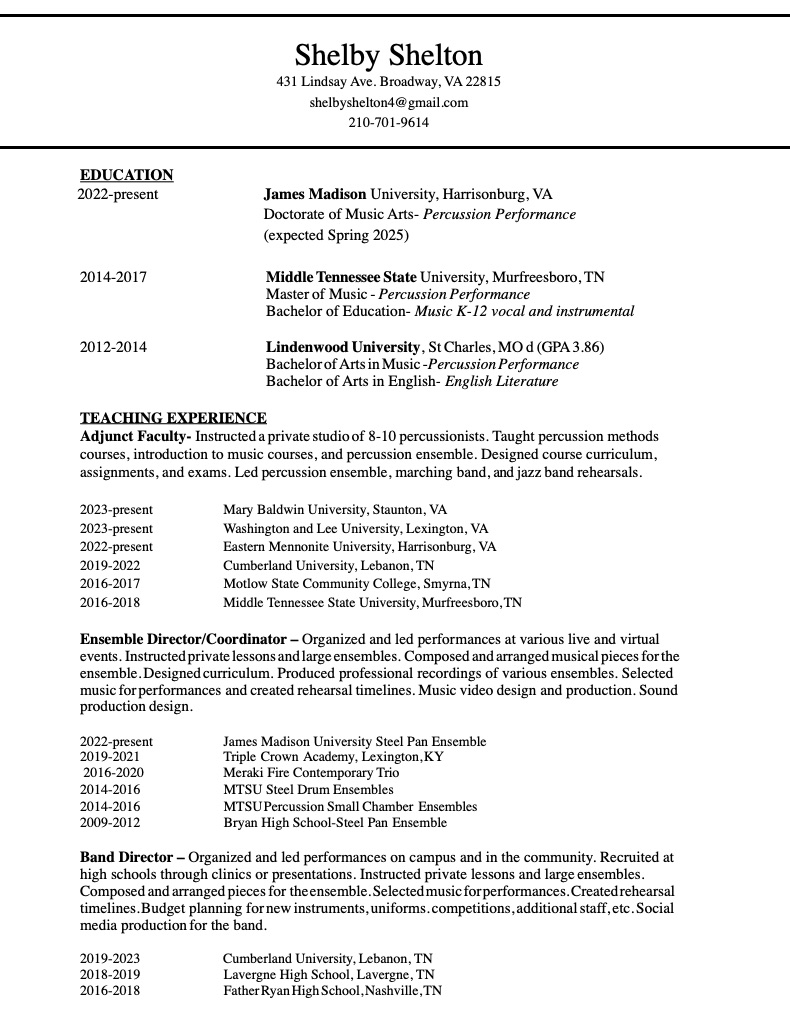 Shelby Shelton
431 Lindsay Ave. Broadway, VA 22815
shelbyshelton4@gmail.com
210-701-9614
EDUCATION
2022-present James Madison University, Harrisonburg, VA
Doctorate of Music Arts- Percussion Performance
(expected Spring 2025)
2014-2017 Middle Tennessee State University, Murfreesboro, TN
Master of Music - Percussion Performance
Bachelor of Education- Music K-12 vocal and instrumental
2012-2014 Lindenwood University, St Charles, MO d (GPA 3.86)
Bachelor of Arts in Music -Percussion Performance
Bachelor of Arts in English- English Literature
TEACHING EXPERIENCE
Adjunct Faculty- Instructed a private studio of 8-10 percussionists. Taught percussion methods
courses, introduction to music courses, and percussion ensemble. Designed course curriculum,
assignments, and exams. Led percussion ensemble, marching band, and jazz band rehearsals.
2023-present Mary Baldwin University, Staunton, VA
2023-present Washington and Lee University, Lexington, VA
2022-present Eastern Mennonite University, Harrisonburg, VA
2019-2022 Cumberland University, Lebanon, TN
2016-2017 Motlow State Community College, Smyrna, TN
2016-2018 Middle Tennessee State University, Murfreesboro, TN
Ensemble Director/Coordinator – Organized and led performances at various live and virtual
events. Instructed private lessons and large ensembles. Composed and arranged musical pieces for the
ensemble. Designed curriculum. Produced professional recordings of various ensembles. Selected
music for performances and created rehearsal timelines. Music video design and production. Sound
production design.
2022-present James Madison University Steel Pan Ensemble
2019-2021 Triple Crown Academy, Lexington, KY
2016-2020 Meraki Fire Contemporary Trio
2014-2016 MTSU Steel Drum Ensembles
2014-2016 MTSU Percussion Small Chamber Ensembles
2009-2012 Bryan High School-Steel Pan Ensemble
Band Director – Organized and led performances on campus and in the community. Recruited at
high schools through clinics or presentations. Instructed private lessons and large ensembles.
Composed and arranged pieces for the ensemble. Selected music for performances. Created rehearsal
timelines. Budget planning for new instruments, uniforms. competitions, additional staff, etc. Social
media production for the band.
2019-2023 Cumberland University, Lebanon, TN
2018-2019 Lavergne High School, Lavergne, TN
2016-2018 Father Ryan High School, Nashville, TN